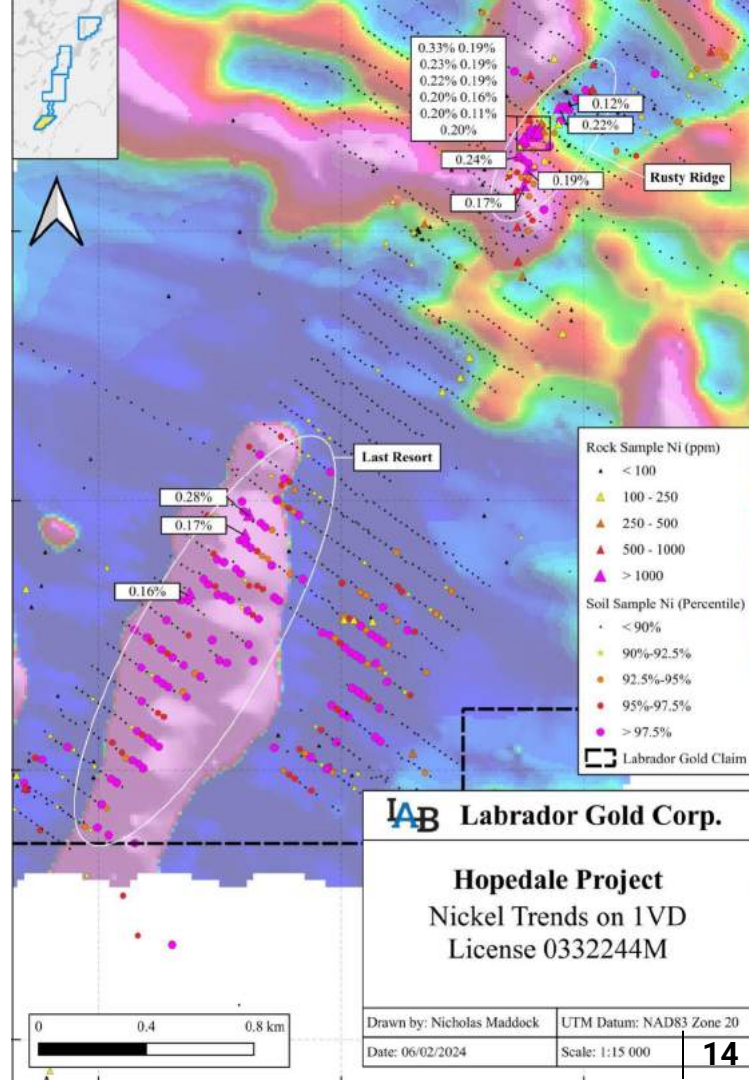 0.33% 0.19%
0.23% 0.19%
0.22% 0.19%
0.20% 0.16%
0.20% 0.11%
0.20%
0.12%
0.22%
0.24%
0.19%
0.17%
Rusty Ridge
Last Resort
0.28%
0.17%
0.16%
Rock Sample Ni (ppm)
< 100
100 - 250
250 - 500
500 - 1000
> 1000
Soil Sample Ni (Percentile)
< 90%
90%-92.5%
92.5%-95%
95%-97.5%
> 97.5%
Labrador Gold Claim
LAB Labrador Gold Corp.
Hopedale Project
Nickel Trends on 1VD
License 0332244M
0 0.4 0.8 km
Drawn by: Nicholas Maddock
UTM Datum: NAD83 Zone 20
Date: 06/02/2024
Scale: 1:15 000
14